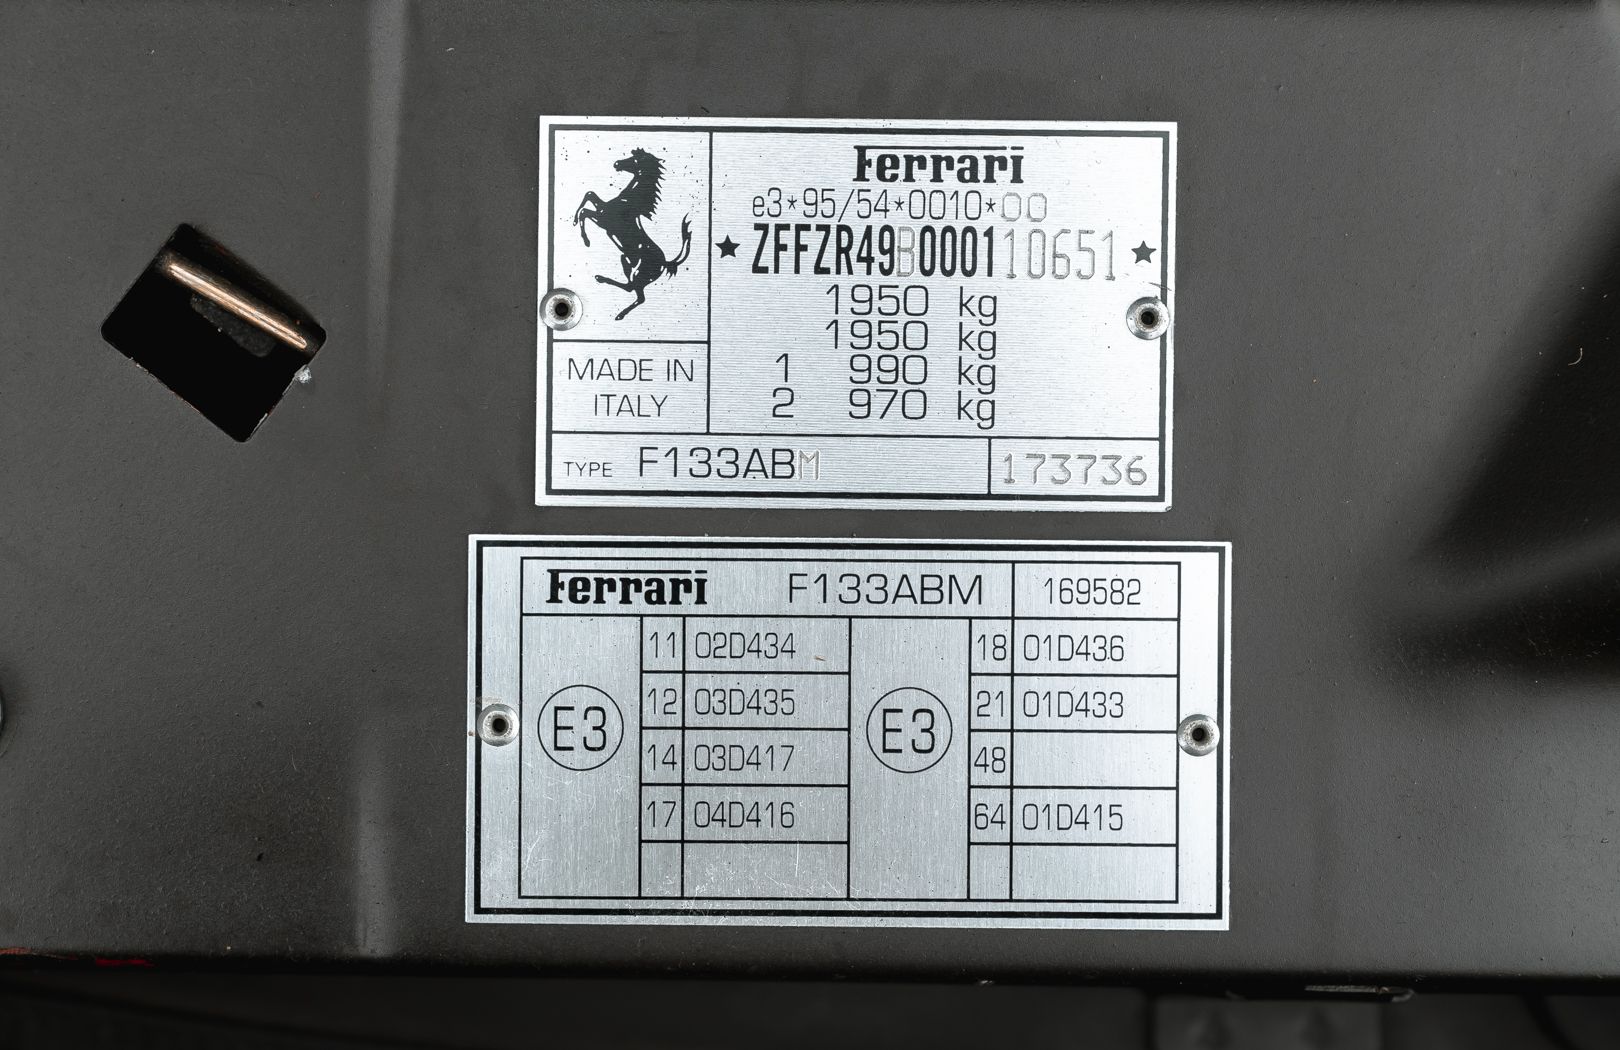 Ferrari
e3*95/54*0010*00
★ ZFFZR49B000110651 ★
1950 kg
1950 kg
1 990 kg
2 970 kg
MADE IN
ITALY
TYPE F133ABM 173736
Ferrari F133ABM 169582
E3
11 02D434
12 03D435
14 03D417
17 04D416
E3
18 01D436
21 01D433
48
64 01D415